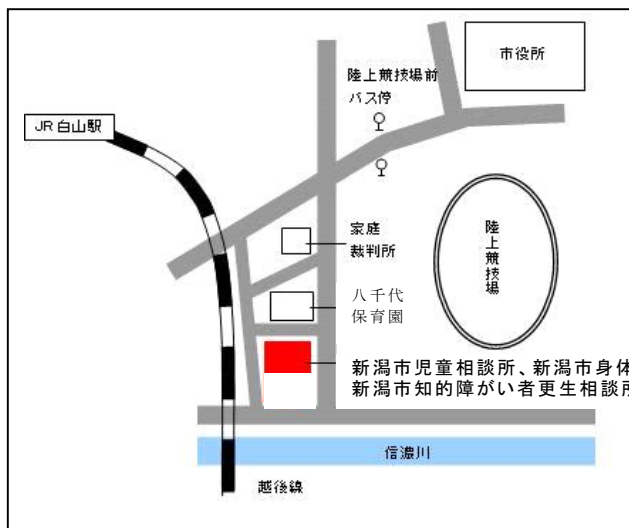 市役所
陸上競技場前
バス停
JR白山駅
家庭
裁判所
陸上競技場
八千代
保育園
新潟市児童相談所、新潟市身体
新潟市知的障がい者更生相談所
信濃川
越後線